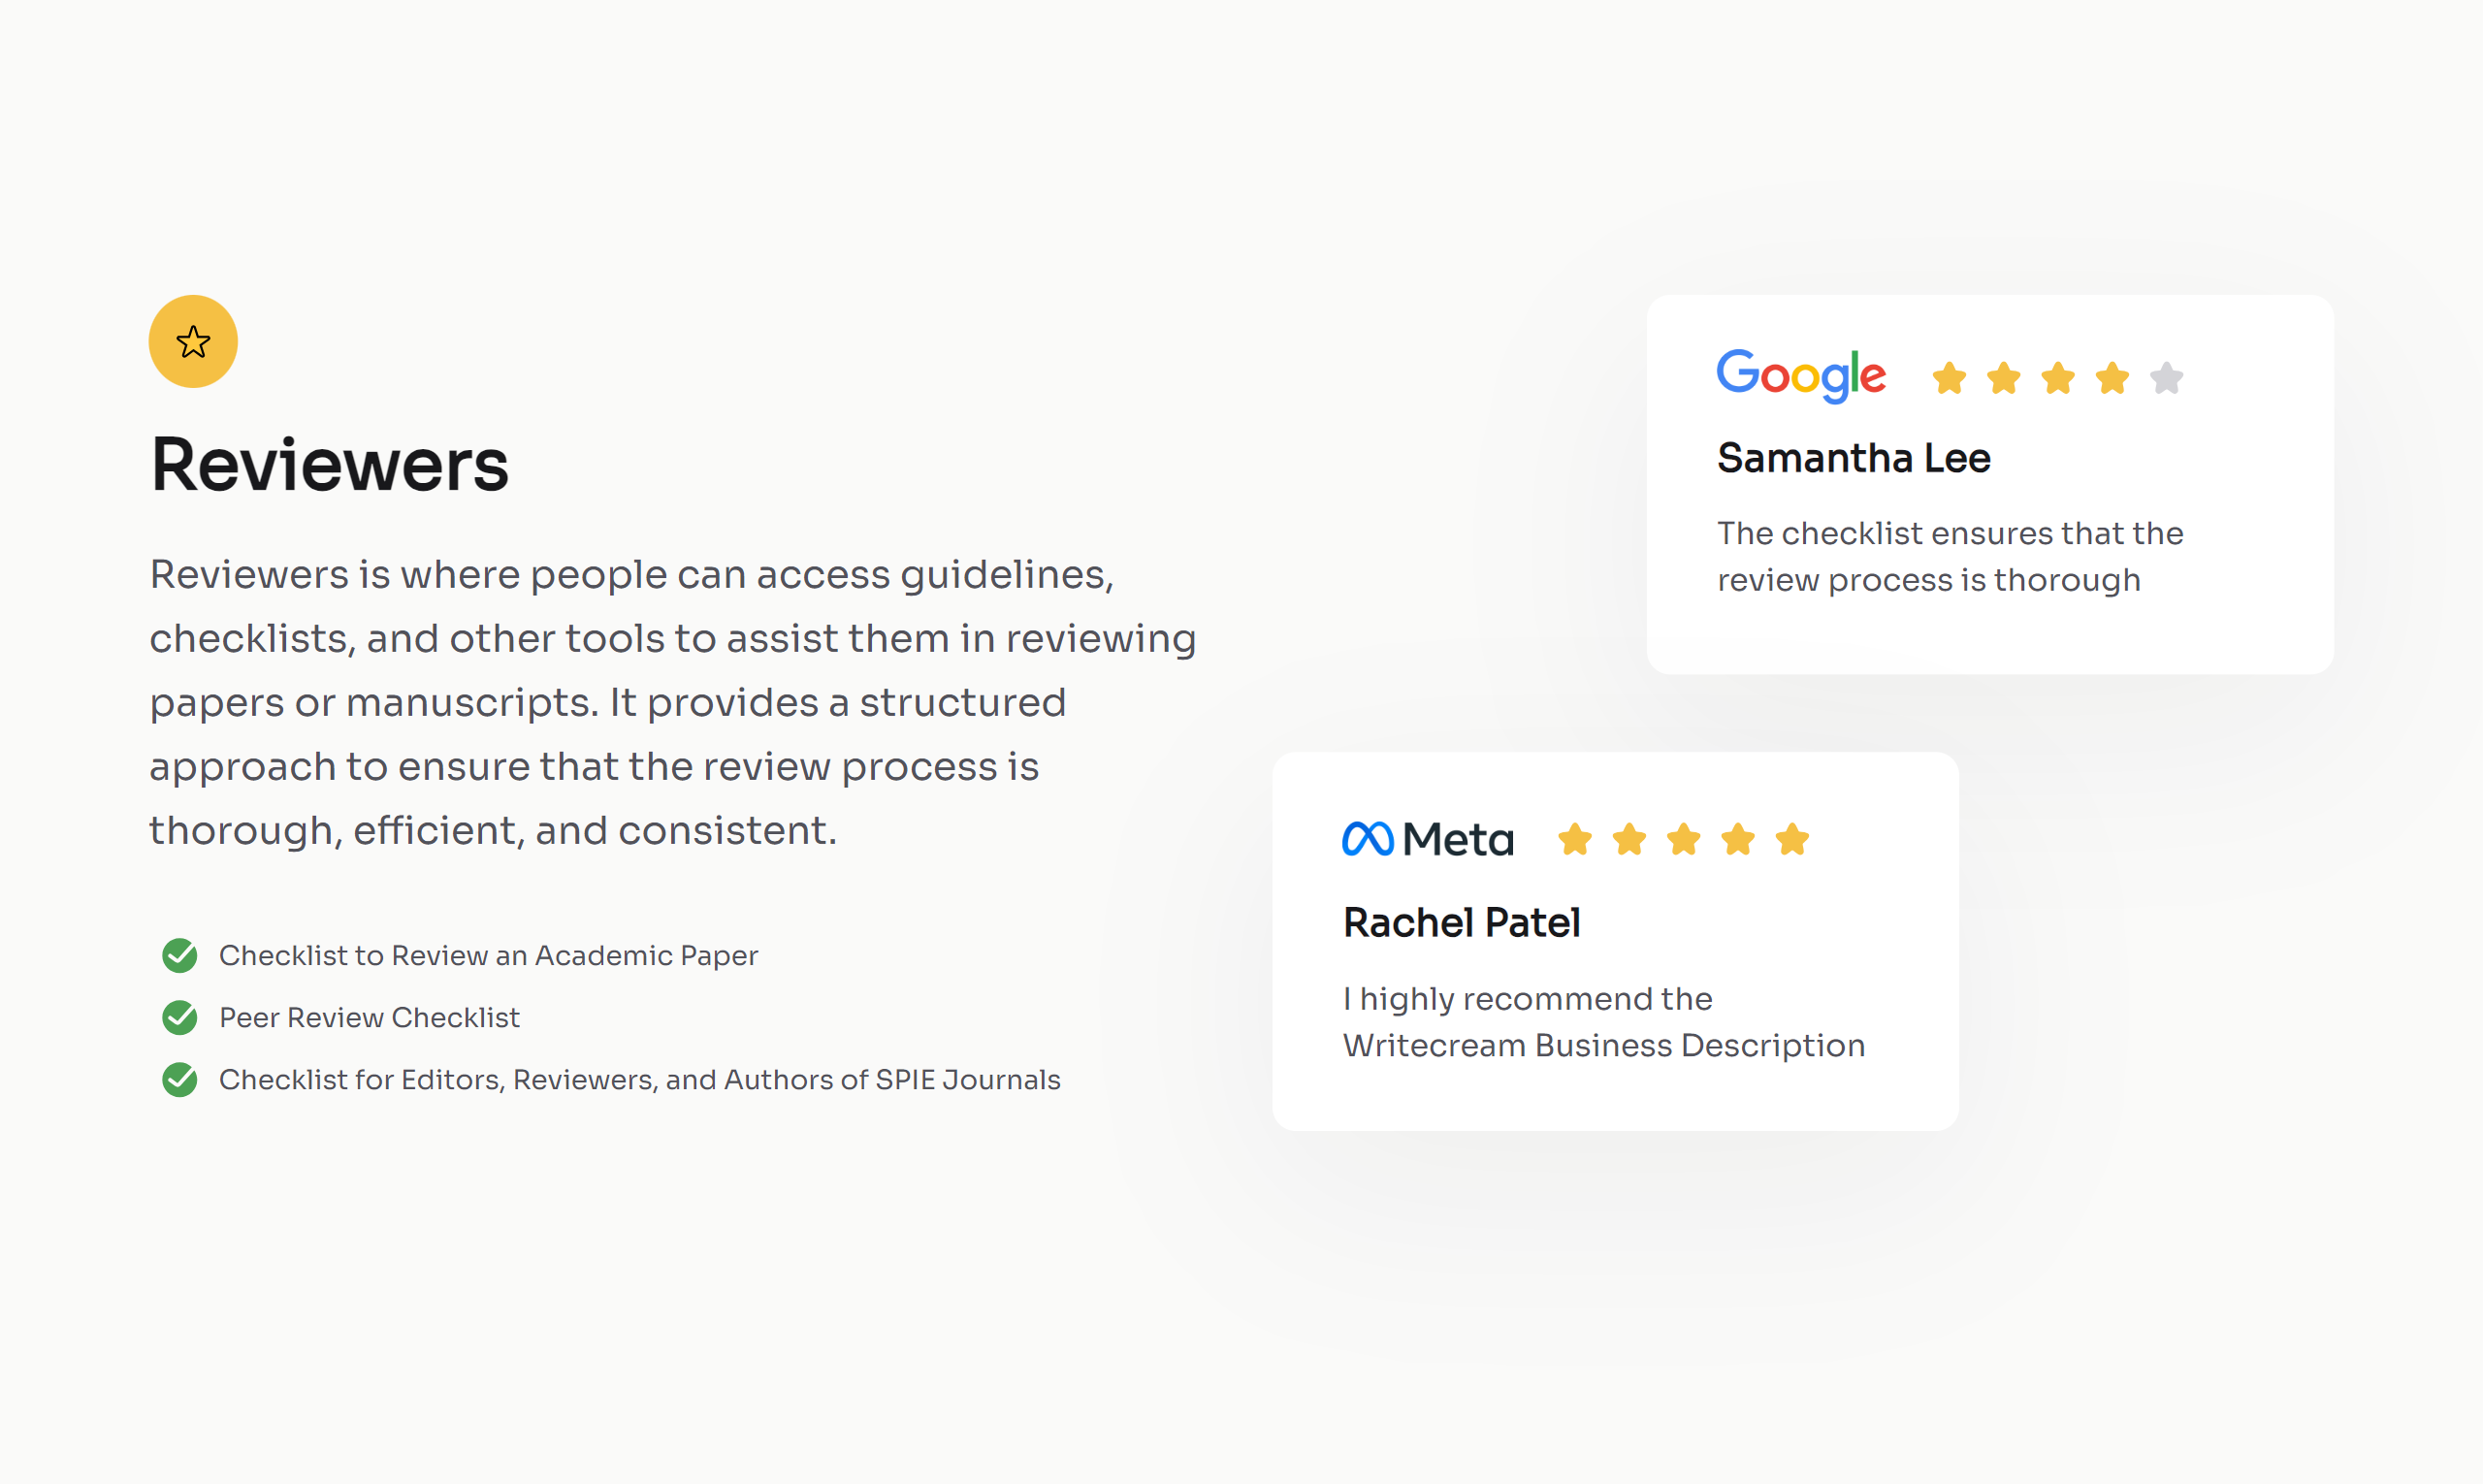 Reviewers
Reviewers is where people can access guidelines,
checklists, and other tools to assist them in reviewing
papers or manuscripts. It provides a structured
approach to ensure that the review process is
thorough, efficient, and consistent.
Checklist to Review an Academic Paper
Peer Review Checklist
Checklist for Editors, Reviewers, and Authors of SPIE Journals
Google
Samantha Lee
The checklist ensures that the
review process is thorough
Meta
Rachel Patel
I highly recommend the
Writecream Business Description